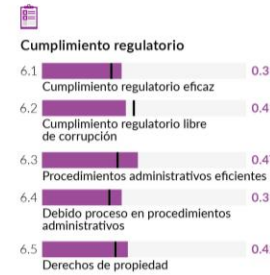 Cumplimiento regulatorio
6.1 0.3
Cumplimiento regulatorio eficaz
6.2 0.4
Cumplimiento regulatorio libre
de corrupción
6.3 0.4
Procedimientos administrativos eficientes
6.4 0.3
Debido proceso en procedimientos
administrativos
6.5 0.4
Derechos de propiedad